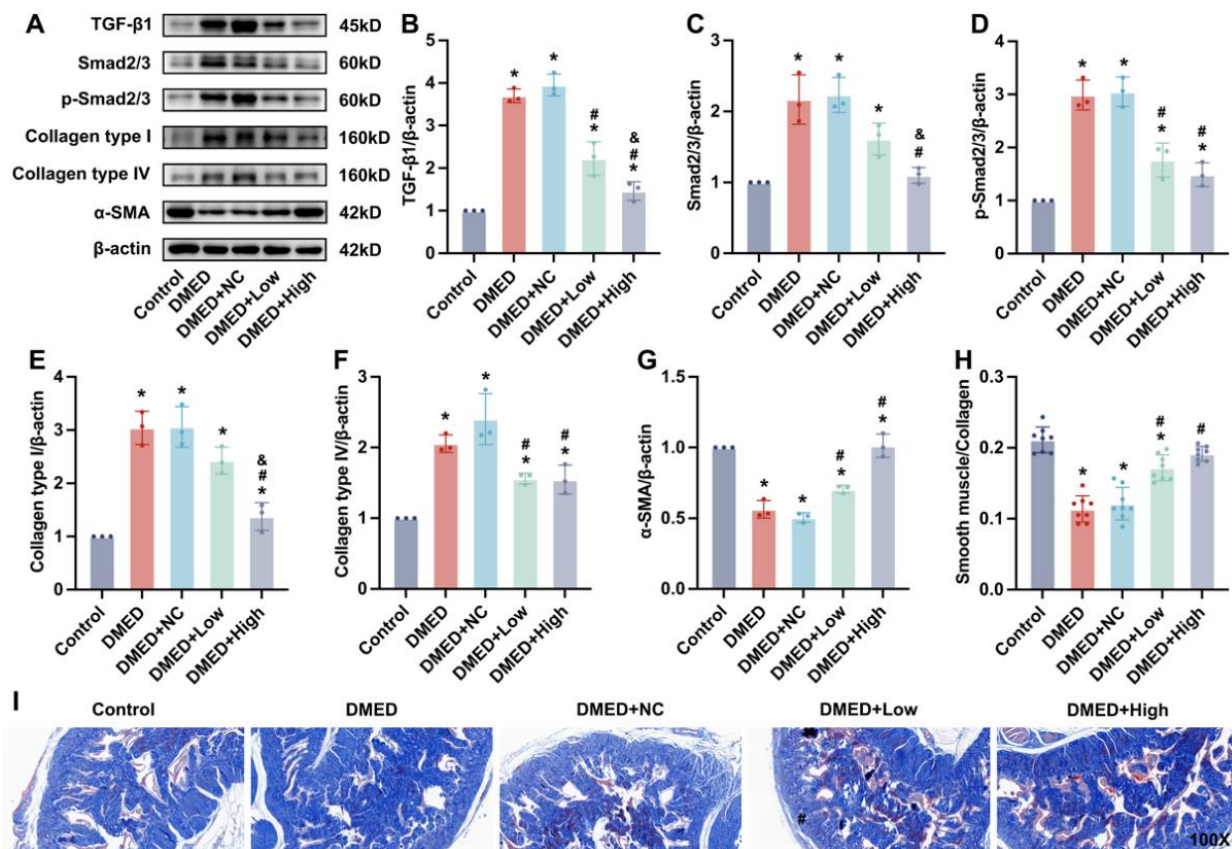 A
TGF-β1 45kD
Smad2/3 60kD
p-Smad2/3 60kD
Collagen type I 160kD
Collagen type IV 160kD
α-SMA 42kD
β-actin 42kD
Control DMED DMED+NC DMED+Low DMED+High
B
TGF-β1/β-actin
5
4
3
2
1
0
* * # * & # *
Control DMED DMED+NC DMED+Low DMED+High
C
Smad2/3/β-actin
3
2
1
0
* * * & #
Control DMED DMED+NC DMED+Low DMED+High
D
p-Smad2/3/β-actin
4
3
2
1
0
* * # * # *
Control DMED DMED+NC DMED+Low DMED+High
E
Collagen type I/β-actin
4
3
2
1
0
* * * & # *
Control DMED DMED+NC DMED+Low DMED+High
F
Collagen type IV/β-actin
3
2
1
0
* * # * # *
Control DMED DMED+NC DMED+Low DMED+High
G
α-SMA/β-actin
1.5
1.0
0.5
0.0
* * # * # *
Control DMED DMED+NC DMED+Low DMED+High
H
Smooth muscle/Collagen
0.3
0.2
0.1
0.0
* * # * #
Control DMED DMED+NC DMED+Low DMED+High
I
Control DMED DMED+NC DMED+Low DMED+High
#
100X